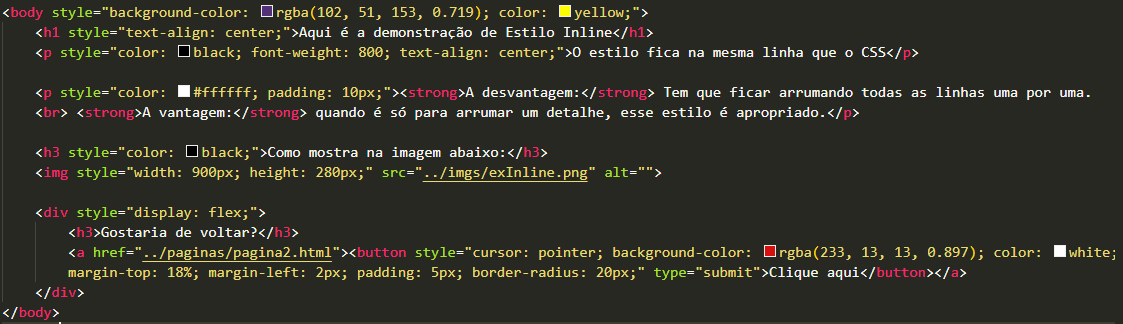 <body style="background-color: rgba(102, 51, 153, 0.719); color: yellow;">
<h1 style="text-align: center;">Aqui é a demonstração de Estilo Inline</h1>
<p style="color: black; font-weight: 800; text-align: center;">O estilo fica na mesma linha que o CSS</p>
<p style="color: #ffffff; padding: 10px;"><strong>A desvantagem:</strong> Tem que ficar arrumando todas as linhas uma por uma.
<br> <strong>A vantagem:</strong> quando é só para arrumar um detalhe, esse estilo é apropriado.</p>
<h3 style="color: black;">Como mostra na imagem abaixo:</h3>
<img style="width: 900px; height: 280px;" src="../imgs/exInline.png" alt="">
<div style="display: flex;">
<h3>Gostaria de voltar?</h3>
<a href="../paginas/pagina2.html"><button style="cursor: pointer; background-color: rgba(233, 13, 13, 0.897); color: white;
margin-top: 18%; margin-left: 2px; padding: 5px; border-radius: 20px;" type="submit">Clique aqui</button></a>
</div>
</body>